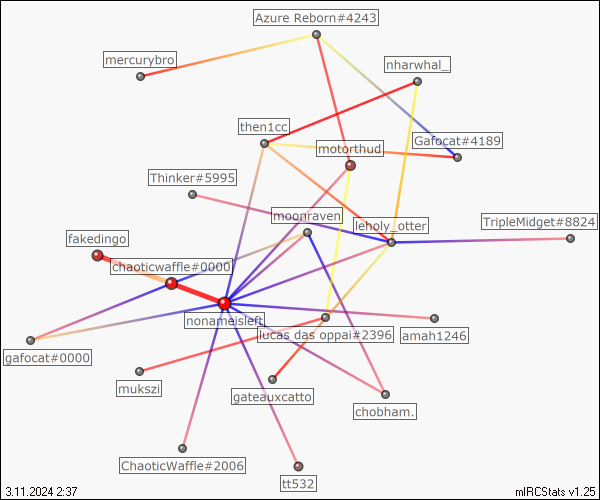 Azure Reborn#4243
mercurybro
nharwhal_
then1cc
Gafocat#4189
motorthud
Thinker#5995
moonraven
leholy_otter
TripleMidget#8824
fakedingo
chaoticwaffle#0000
nonameisleft
lucas das oppai#2396
amah1246
gafocat#0000
mukszi
gateauxcatto
chobham.
ChaoticWaffle#2006
tt532
3.11.2024 2:37
mIRCStats v1.25